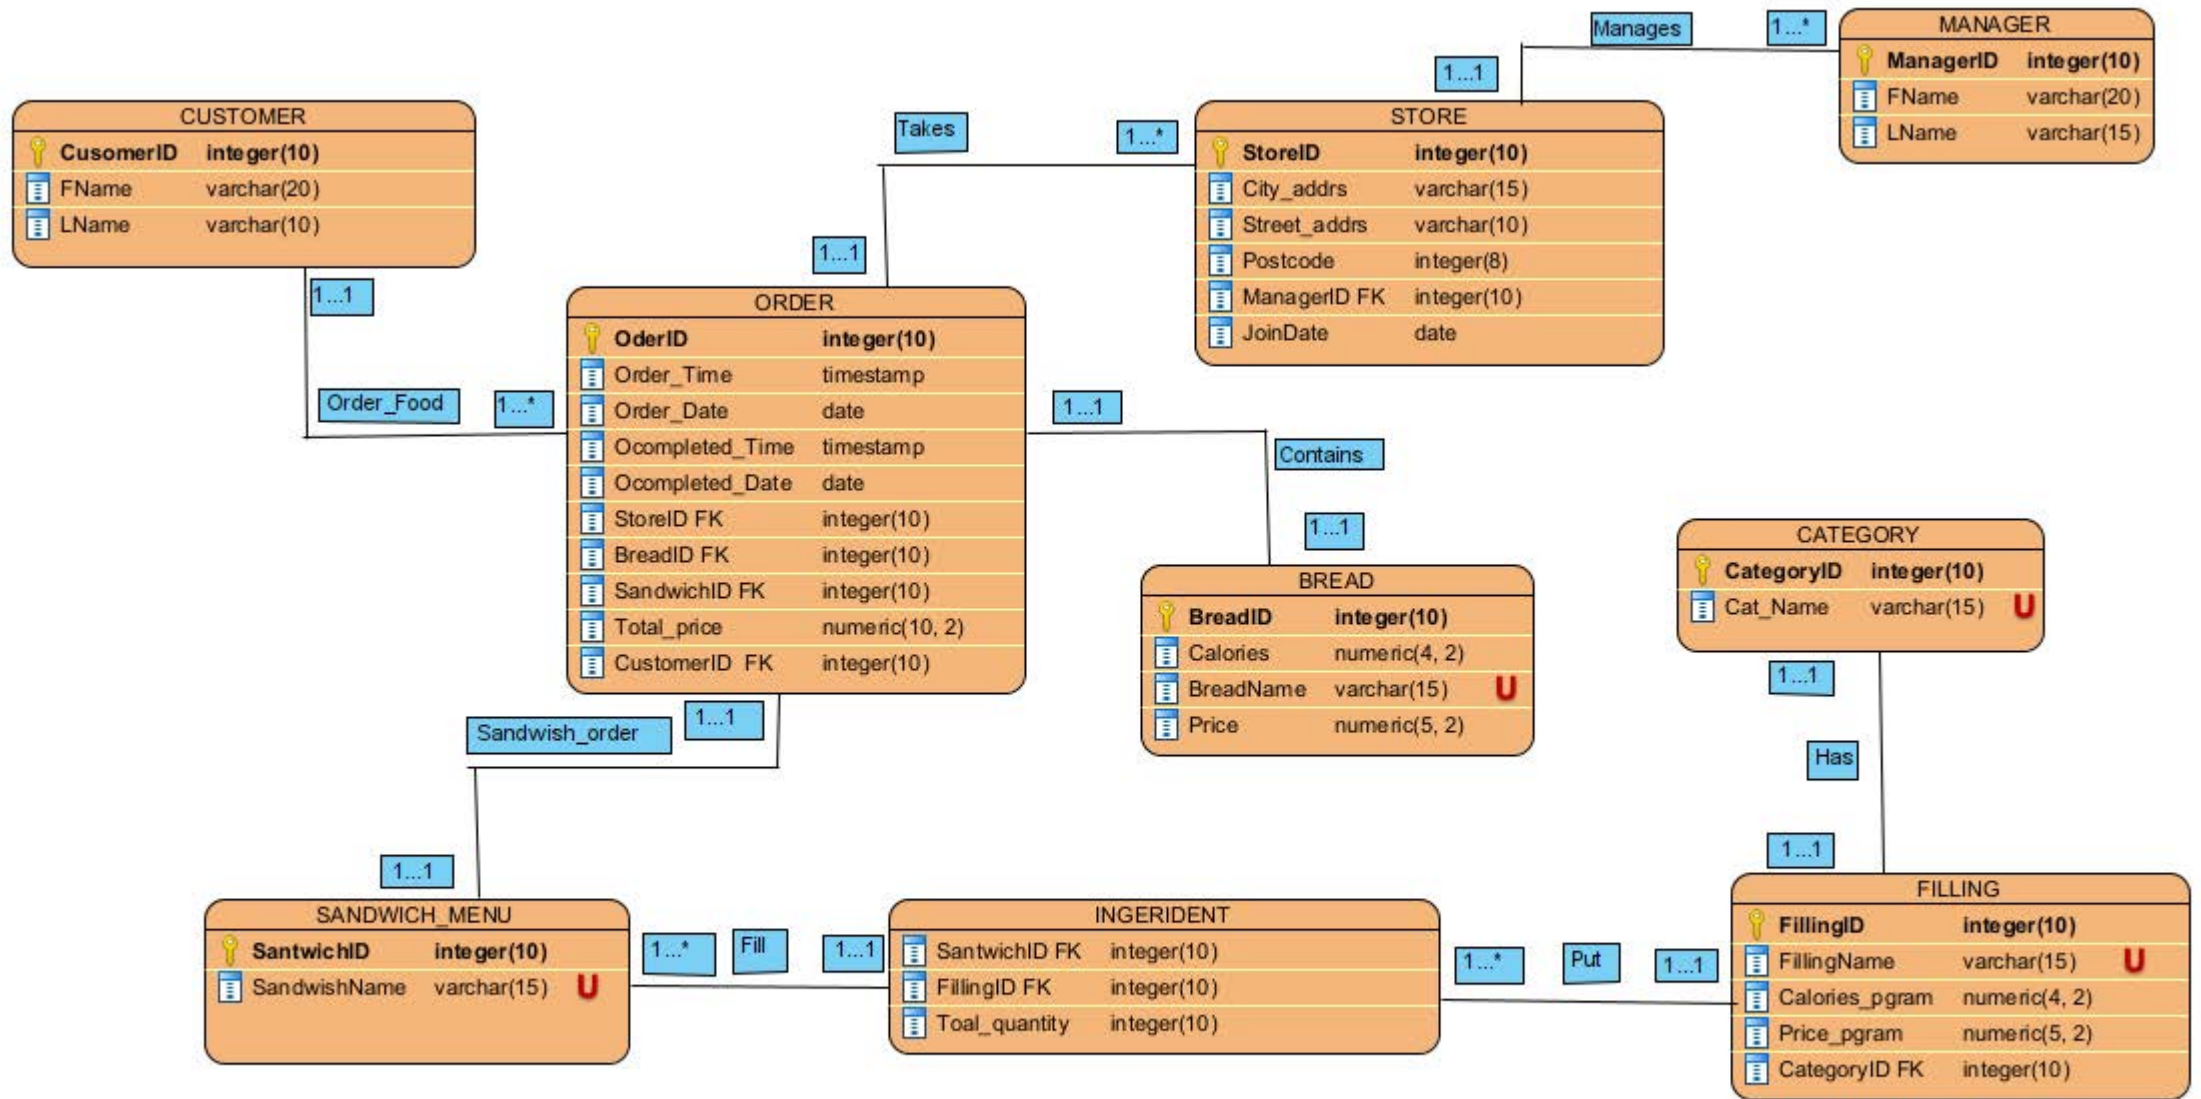 Manages
1...*
MANAGER
ManagerID integer(10)
FName varchar(20)
LName varchar(15)
1...1
CUSTOMER
CusomerID integer(10)
FName varchar(20)
LName varchar(10)
Takes
1...*
STORE
StoreID integer(10)
City_addrs varchar(15)
Street_addrs varchar(10)
Postcode integer(8)
ManagerID FK integer(10)
JoinDate date
1...1
1...1
ORDER
OderID integer(10)
Order_Time timestamp
Order_Date date
Ocompleted_Time timestamp
Ocompleted_Date date
StoreID FK integer(10)
BreadID FK integer(10)
SandwichID FK integer(10)
Total_price numeric(10, 2)
CustomerID FK integer(10)
Order_Food
1...*
1...1
Contains
1...1
BREAD
BreadID integer(10)
Calories numeric(4, 2)
BreadName varchar(15) U
Price numeric(5, 2)
CATEGORY
CategoryID integer(10)
Cat_Name varchar(15) U
1...1
Has
1...1
Sandwish_order
1...1
1...1
SANDWICH_MENU
SantwichID integer(10)
SandwishName varchar(15) U
1...*
Fill
1...1
INGERIDENT
SantwichID FK integer(10)
FillingID FK integer(10)
Toal_quantity integer(10)
1...*
Put
1...1
FILLING
FillingID integer(10)
FillingName varchar(15) U
Calories_pgram numeric(4, 2)
Price_pgram numeric(5, 2)
CategoryID FK integer(10)